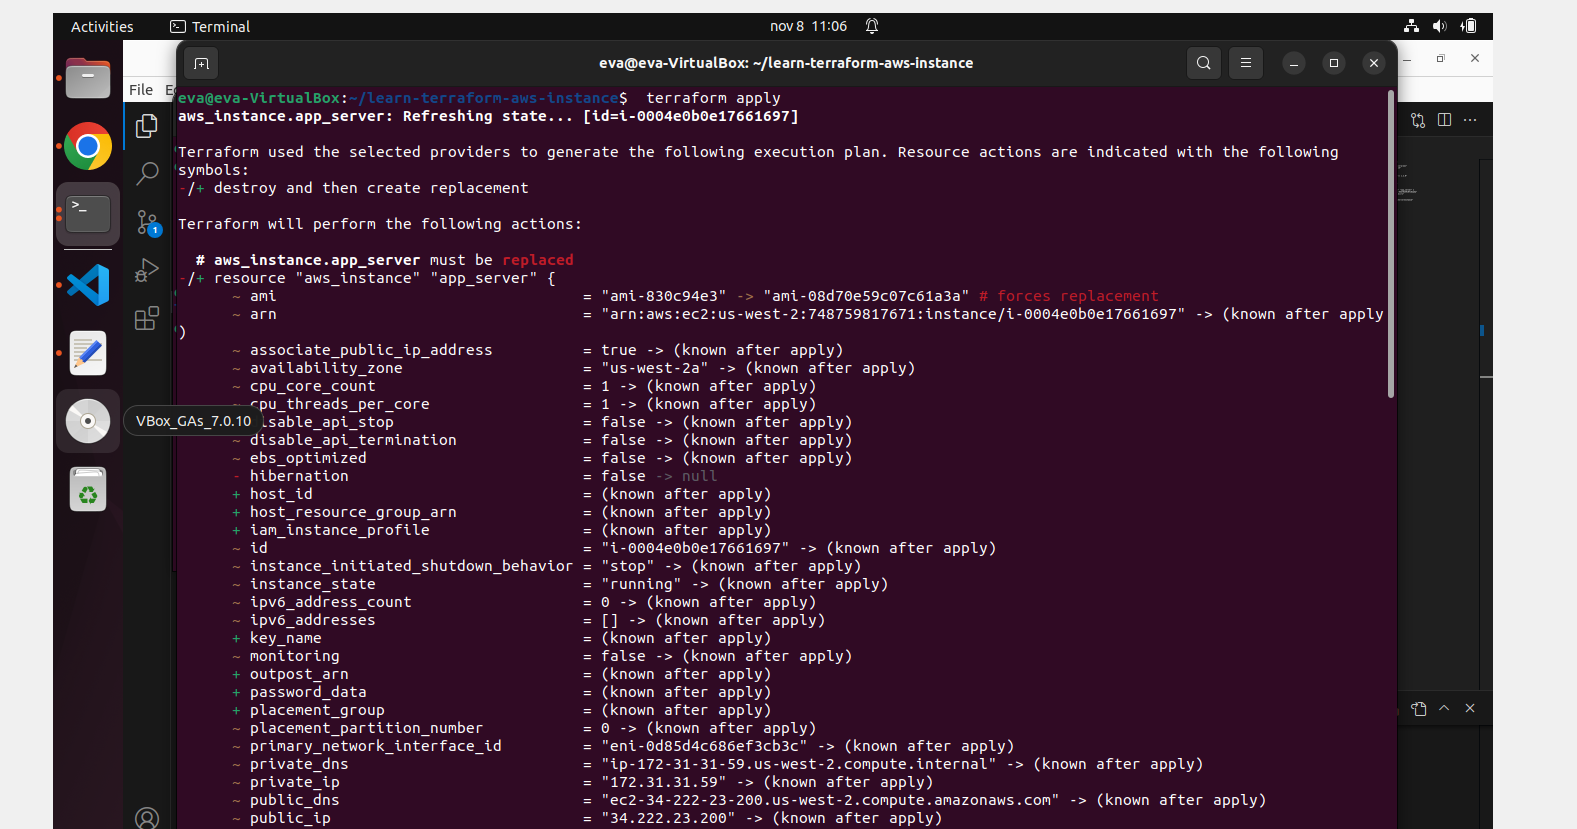 Activities
Terminal
nov 8 11:06
eva@eva-VirtualBox: ~/learn-terraform-aws-instance
File
eva@eva-VirtualBox:~/learn-terraform-aws-instance$ terraform apply
aws_instance.app_server: Refreshing state... [id=i-0004e0b0e17661697]
Terraform used the selected providers to generate the following execution plan. Resource actions are indicated with the following
symbols:
-/+ destroy and then create replacement
Terraform will perform the following actions:
# aws_instance.app_server must be replaced
-/+ resource "aws_instance" "app_server" {
~ ami = "ami-830c94e3" -> "ami-08d70e59c07c61a3a" # forces replacement
~ arn = "arn:aws:ec2:us-west-2:748759817671:instance/i-0004e0b0e17661697" -> (known after apply
)
~ associate_public_ip_address = true -> (known after apply)
~ availability_zone = "us-west-2a" -> (known after apply)
~ cpu_core_count = 1 -> (known after apply)
~ cpu_threads_per_core = 1 -> (known after apply)
VBox_GAs_7.0.10
isable_api_stop = false -> (known after apply)
~ disable_api_termination = false -> (known after apply)
~ ebs_optimized = false -> (known after apply)
- hibernation = false -> null
+ host_id = (known after apply)
+ host_resource_group_arn = (known after apply)
+ iam_instance_profile = (known after apply)
~ id = "i-0004e0b0e17661697" -> (known after apply)
~ instance_initiated_shutdown_behavior = "stop" -> (known after apply)
~ instance_state = "running" -> (known after apply)
~ ipv6_address_count = 0 -> (known after apply)
~ ipv6_addresses = [] -> (known after apply)
+ key_name = (known after apply)
~ monitoring = false -> (known after apply)
+ outpost_arn = (known after apply)
+ password_data = (known after apply)
+ placement_group = (known after apply)
~ placement_partition_number = 0 -> (known after apply)
~ primary_network_interface_id = "eni-0d85d4c686ef3cb3c" -> (known after apply)
~ private_dns = "ip-172-31-31-59.us-west-2.compute.internal" -> (known after apply)
~ private_ip = "172.31.31.59" -> (known after apply)
~ public_dns = "ec2-34-222-23-200.us-west-2.compute.amazonaws.com" -> (known after apply)
~ public_ip = "34.222.23.200" -> (known after apply)